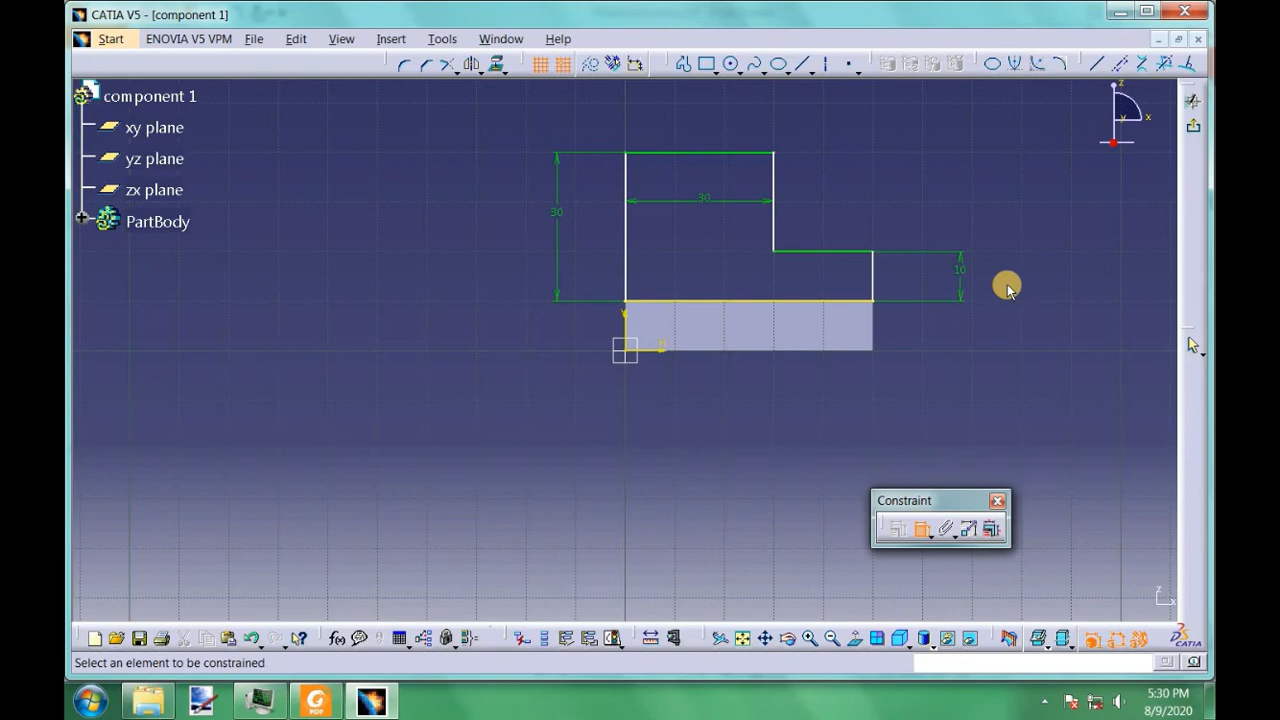 CATIA V5 - [component 1]
Start ENOVIA V5 VPM File Edit View Insert Tools Window Help
component 1
xy plane
yz plane
zx plane
PartBody
z
x
y
30
30
10
V
H
Constraint
z
x
f(x)
PDF
CATIA
Select an element to be constrained
5:30 PM
8/9/2020